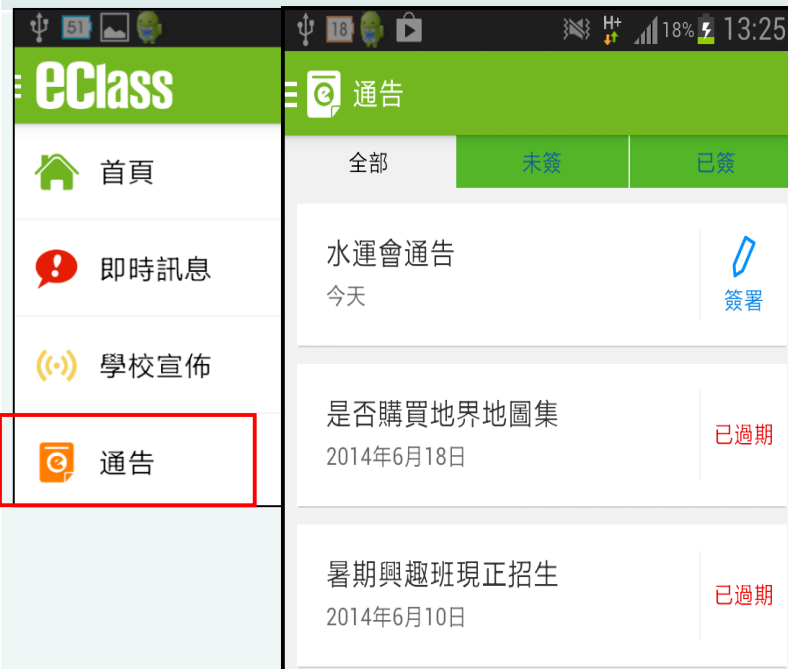 51
eClass
首頁
即時訊息
學校宣佈
通告
18 H+ 18% 13:25
通告
全部 未簽 已簽
水運會通告
今天
簽署
是否購買地界地圖集
2014年6月18日
已過期
暑期興趣班現正招生
2014年6月10日
已過期